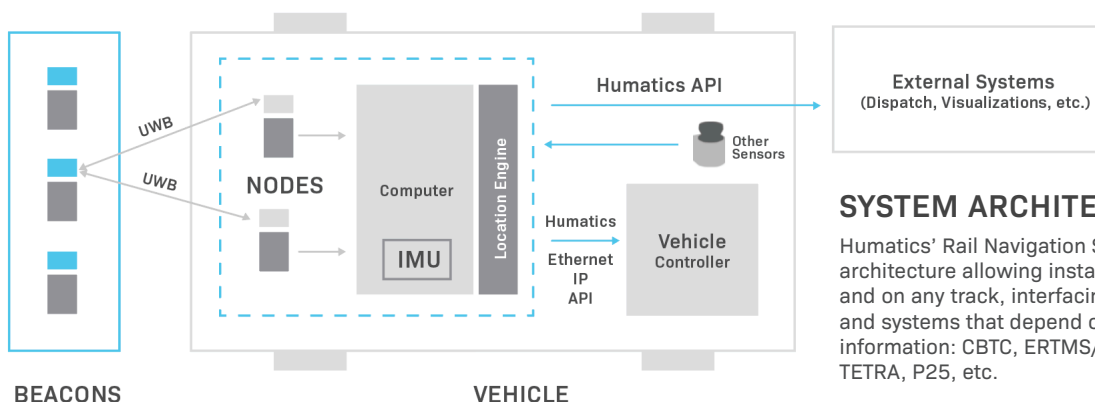 UWB
UWB
NODES
Computer
IMU
Location Engine
Humatics API
Other
Sensors
Humatics
Ethernet
IP
API
Vehicle
Controller
External Systems
(Dispatch, Visualizations, etc.)
BEACONS
VEHICLE
SYSTEM ARCHITE
Humatics’ Rail Navigation S
architecture allowing insta
and on any track, interfacin
and systems that depend o
information: CBTC, ERTMS/
TETRA, P25, etc.